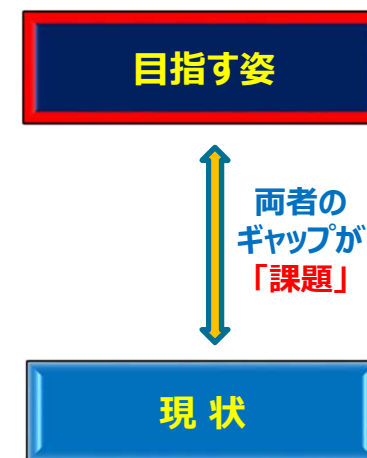 目指す姿
両者の
ギャップが
「課題」
現 状